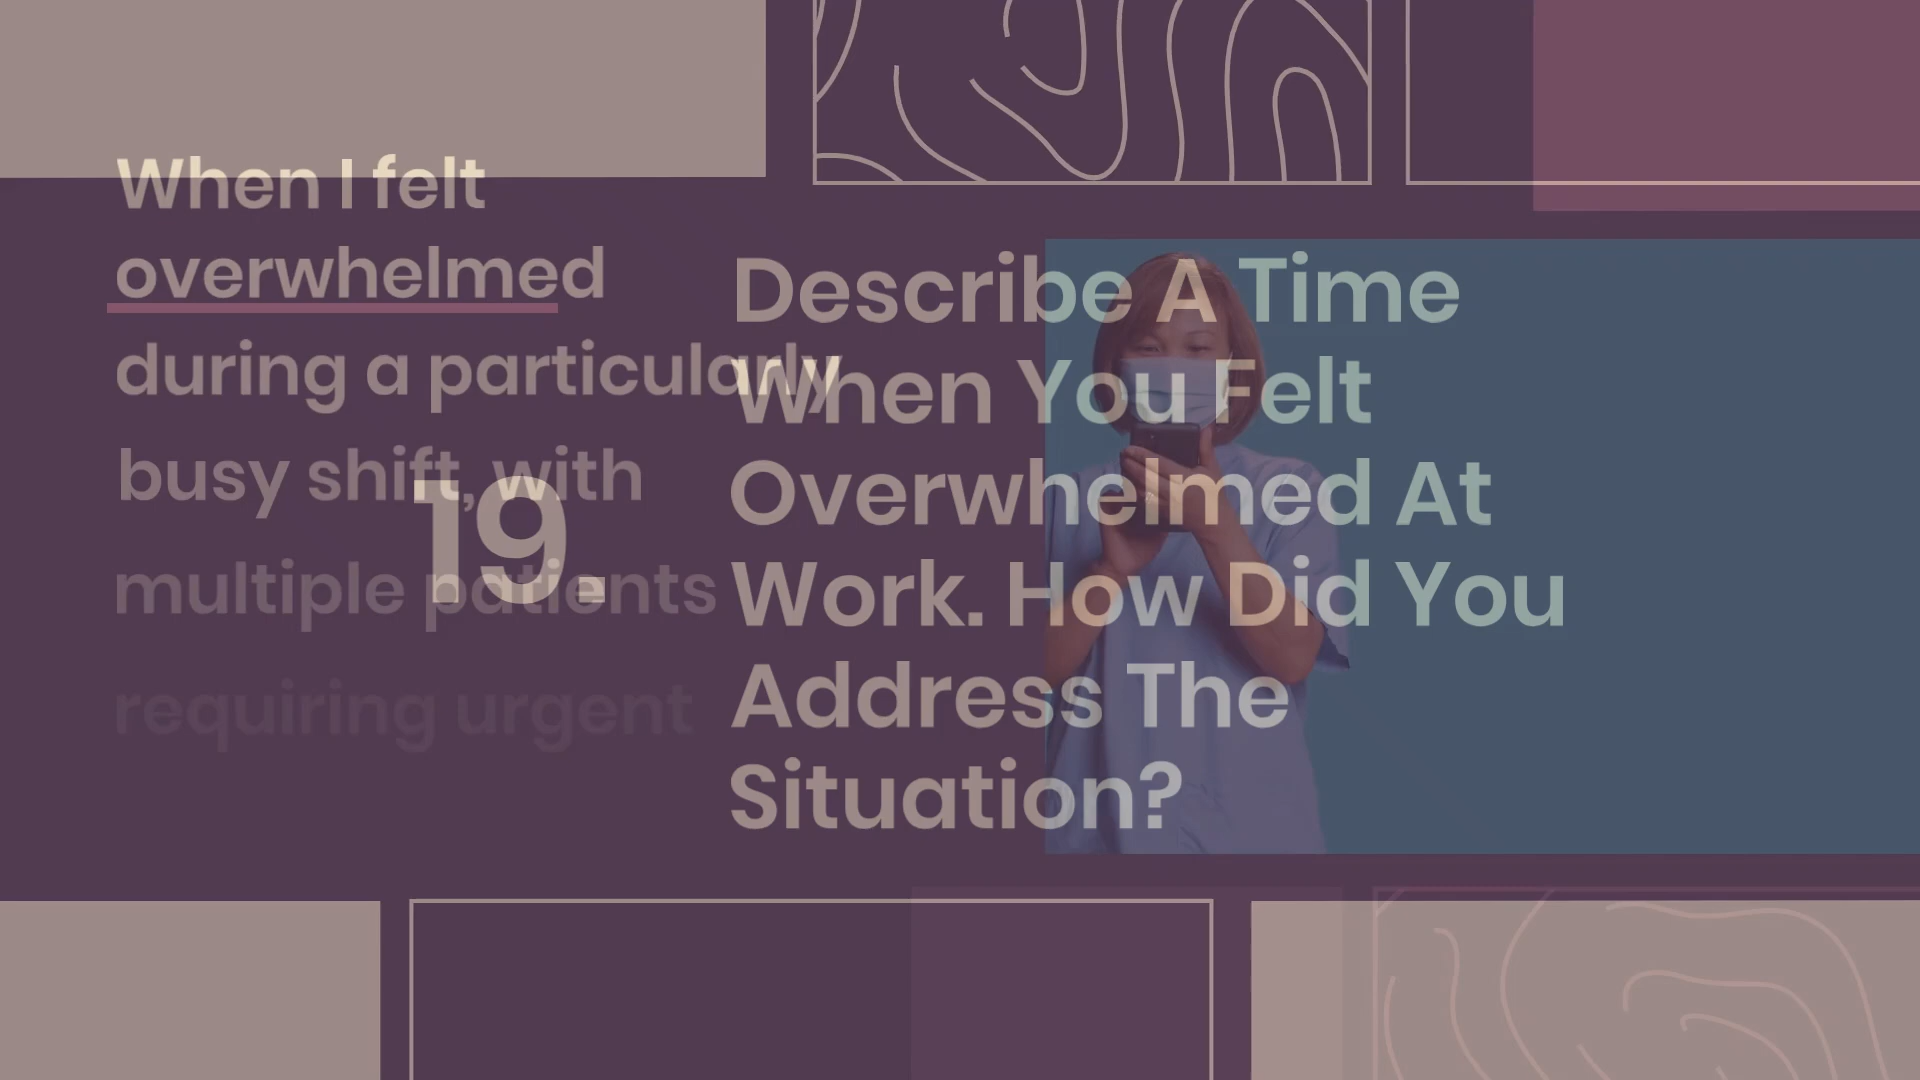 When I felt
overwhelmed
during a particularly
busy shift, with
multiple patients
requiring urgent
19.
Describe A Time
When You Felt
Overwhelmed At
Work. How Did You
Address The
Situation?